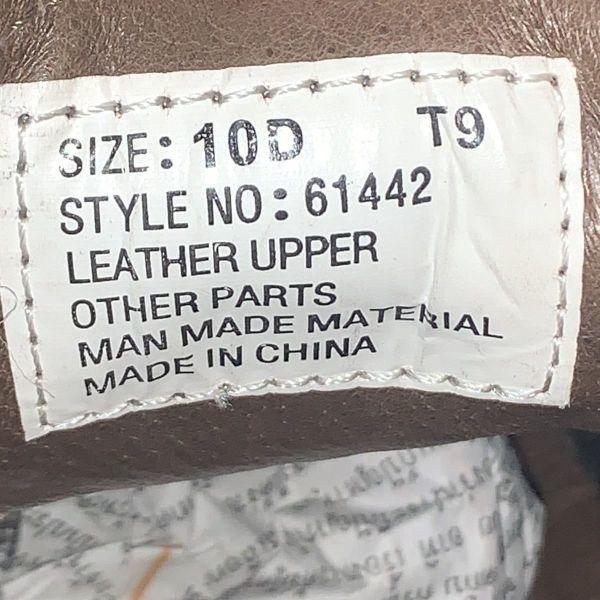 SIZE: 10D T9
STYLE NO: 61442
LEATHER UPPER
OTHER PARTS
MAN MADE MATERIAL
MADE IN CHINA